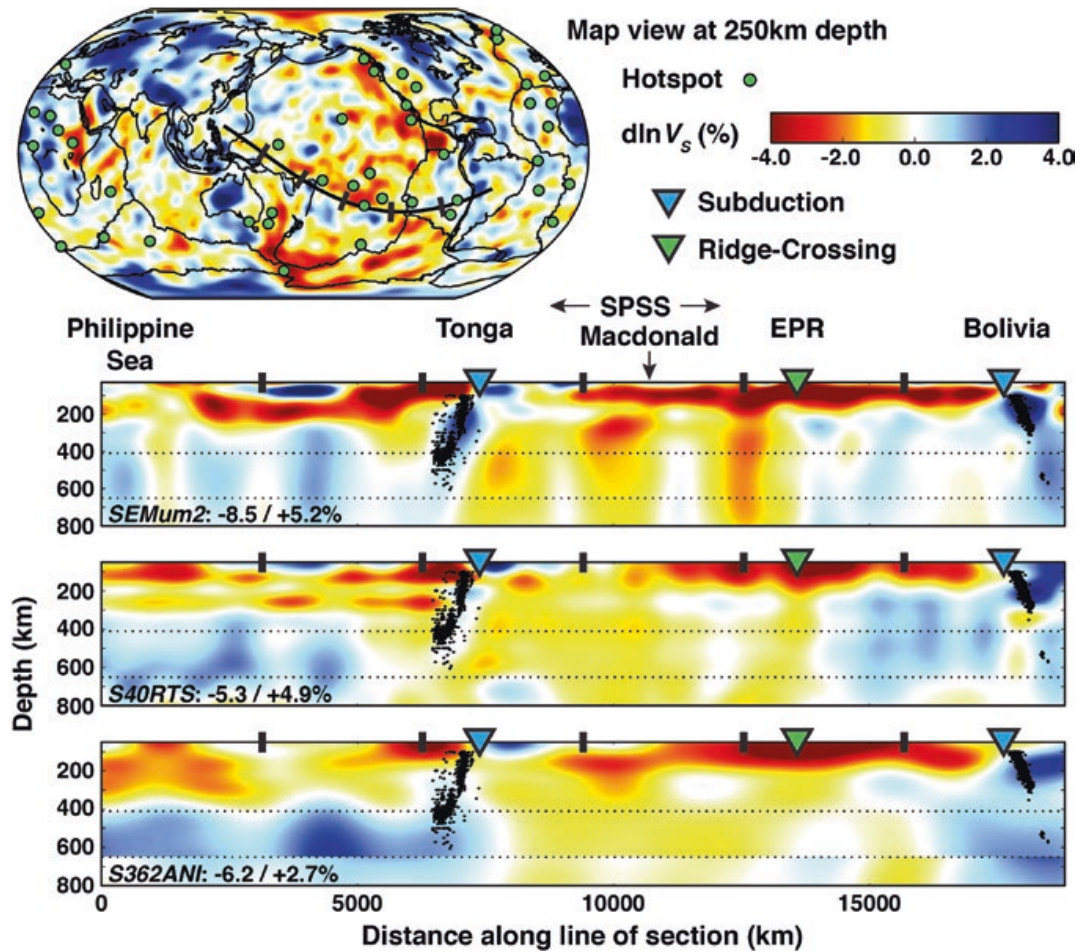 Map view at 250km depth
Hotspot
dln Vs (%)
-4.0 -2.0 0.0 2.0 4.0
Subduction
Ridge-Crossing
Philippine Sea
Tonga
← SPSS →
Macdonald
EPR
Bolivia
200
400
600
800
SEMum2: -8.5 / +5.2%
200
400
600
800
S40RTS: -5.3 / +4.9%
200
400
600
800
S362ANI: -6.2 / +2.7%
Depth (km)
0 5000 10000 15000
Distance along line of section (km)